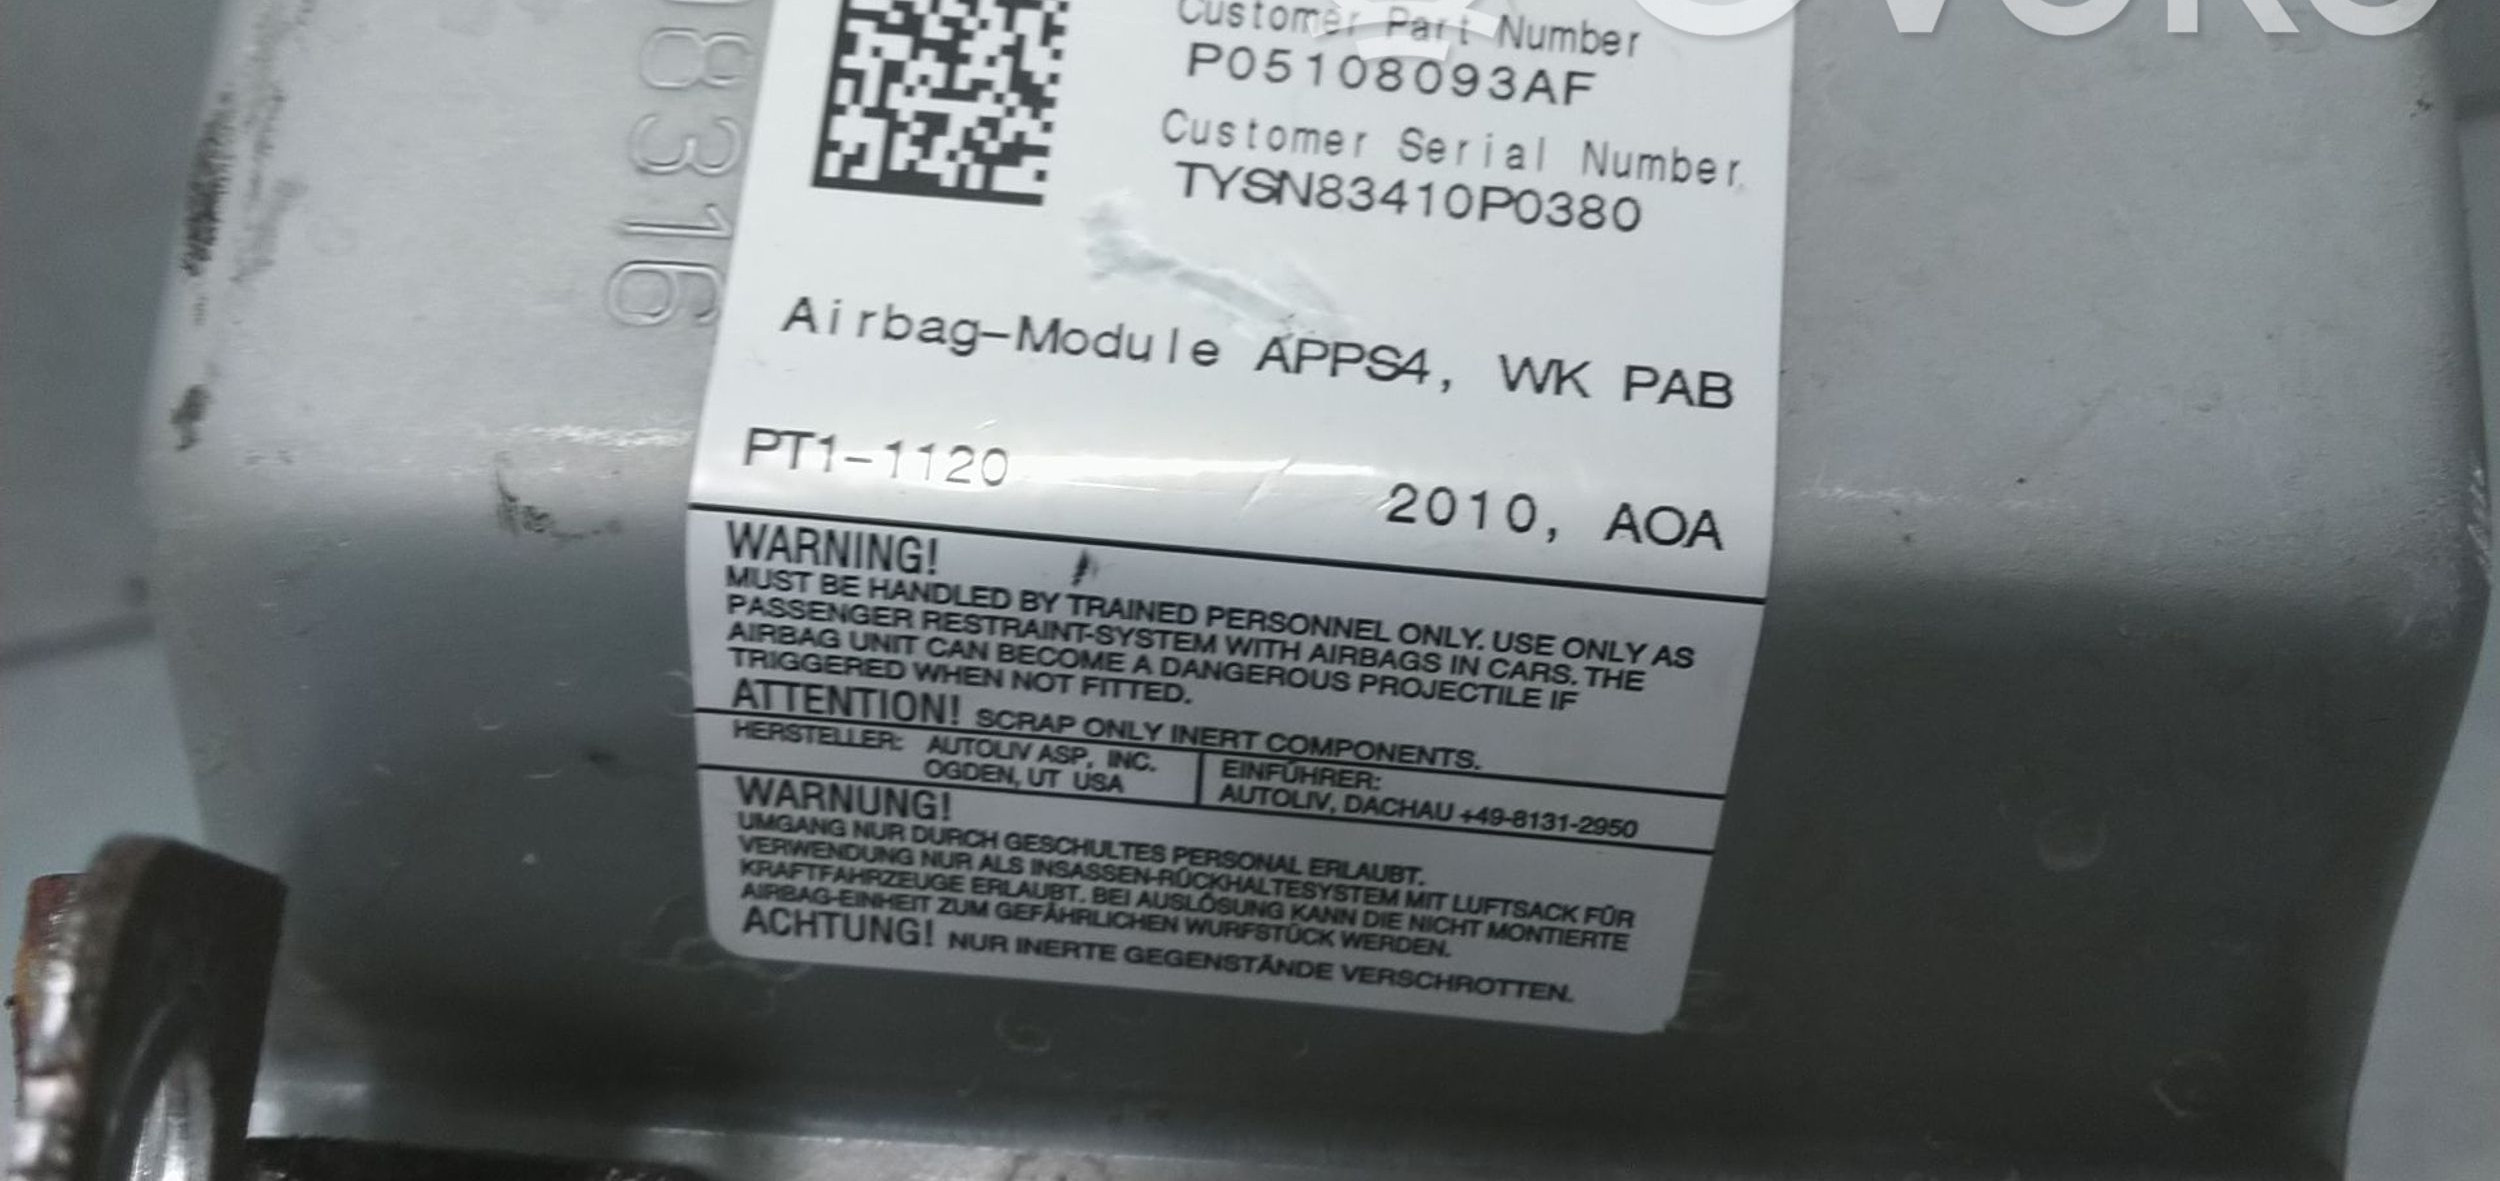 Customer Part Number
P05108093AF
Customer Serial Number
TYSN83410P0380
Airbag-Module APPS4, WK PAB
PT1-1120
2010, AOA
WARNING!
MUST BE HANDLED BY TRAINED PERSONNEL ONLY. USE ONLY AS
PASSENGER RESTRAINT-SYSTEM WITH AIRBAGS IN CARS. THE
AIRBAG UNIT CAN BECOME A DANGEROUS PROJECTILE IF
TRIGGERED WHEN NOT FITTED.
ATTENTION! SCRAP ONLY INERT COMPONENTS.
HERSTELLER: AUTOLIV ASP, INC.
OGDEN, UT USA
EINFÜHRER:
AUTOLIV, DACHAU +49-8131-2950
WARNUNG!
UMGANG NUR DURCH GESCHULTES PERSONAL ERLAUBT.
VERWENDUNG NUR ALS INSASSEN-RÜCKHALTESYSTEM MIT LUFTSACK FÜR
KRAFTFAHRZEUGE ERLAUBT. BEI AUSLÖSUNG KANN DIE NICHT MONTIERTE
AIRBAG-EINHEIT ZUM GEFÄHRLICHEN WURFSTÜCK WERDEN.
ACHTUNG! NUR INERTE GEGENSTÄNDE VERSCHROTTEN.